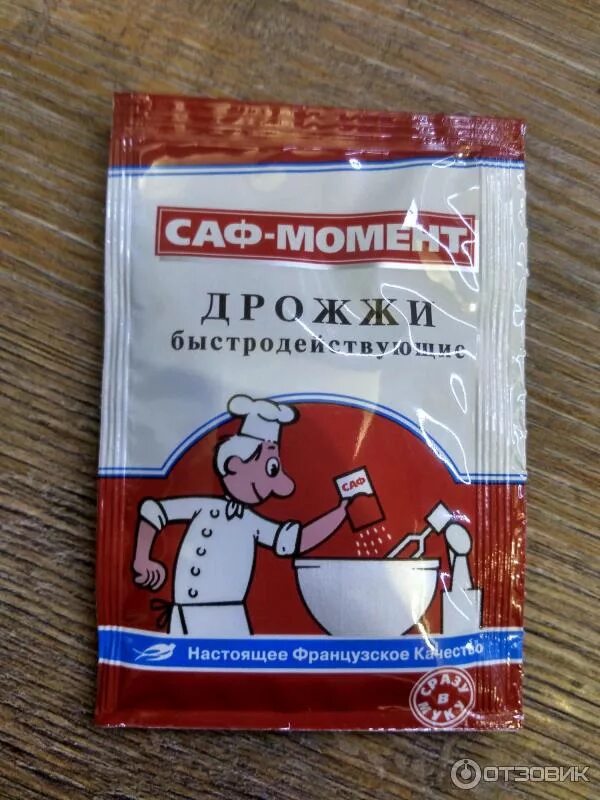 САФ-МОМЕНТ
ДРОЖЖИ
быстродействующие
САФ
Настоящее Французское Качество
СРАЗУ
В
МУКУ
ОТЗОВИК